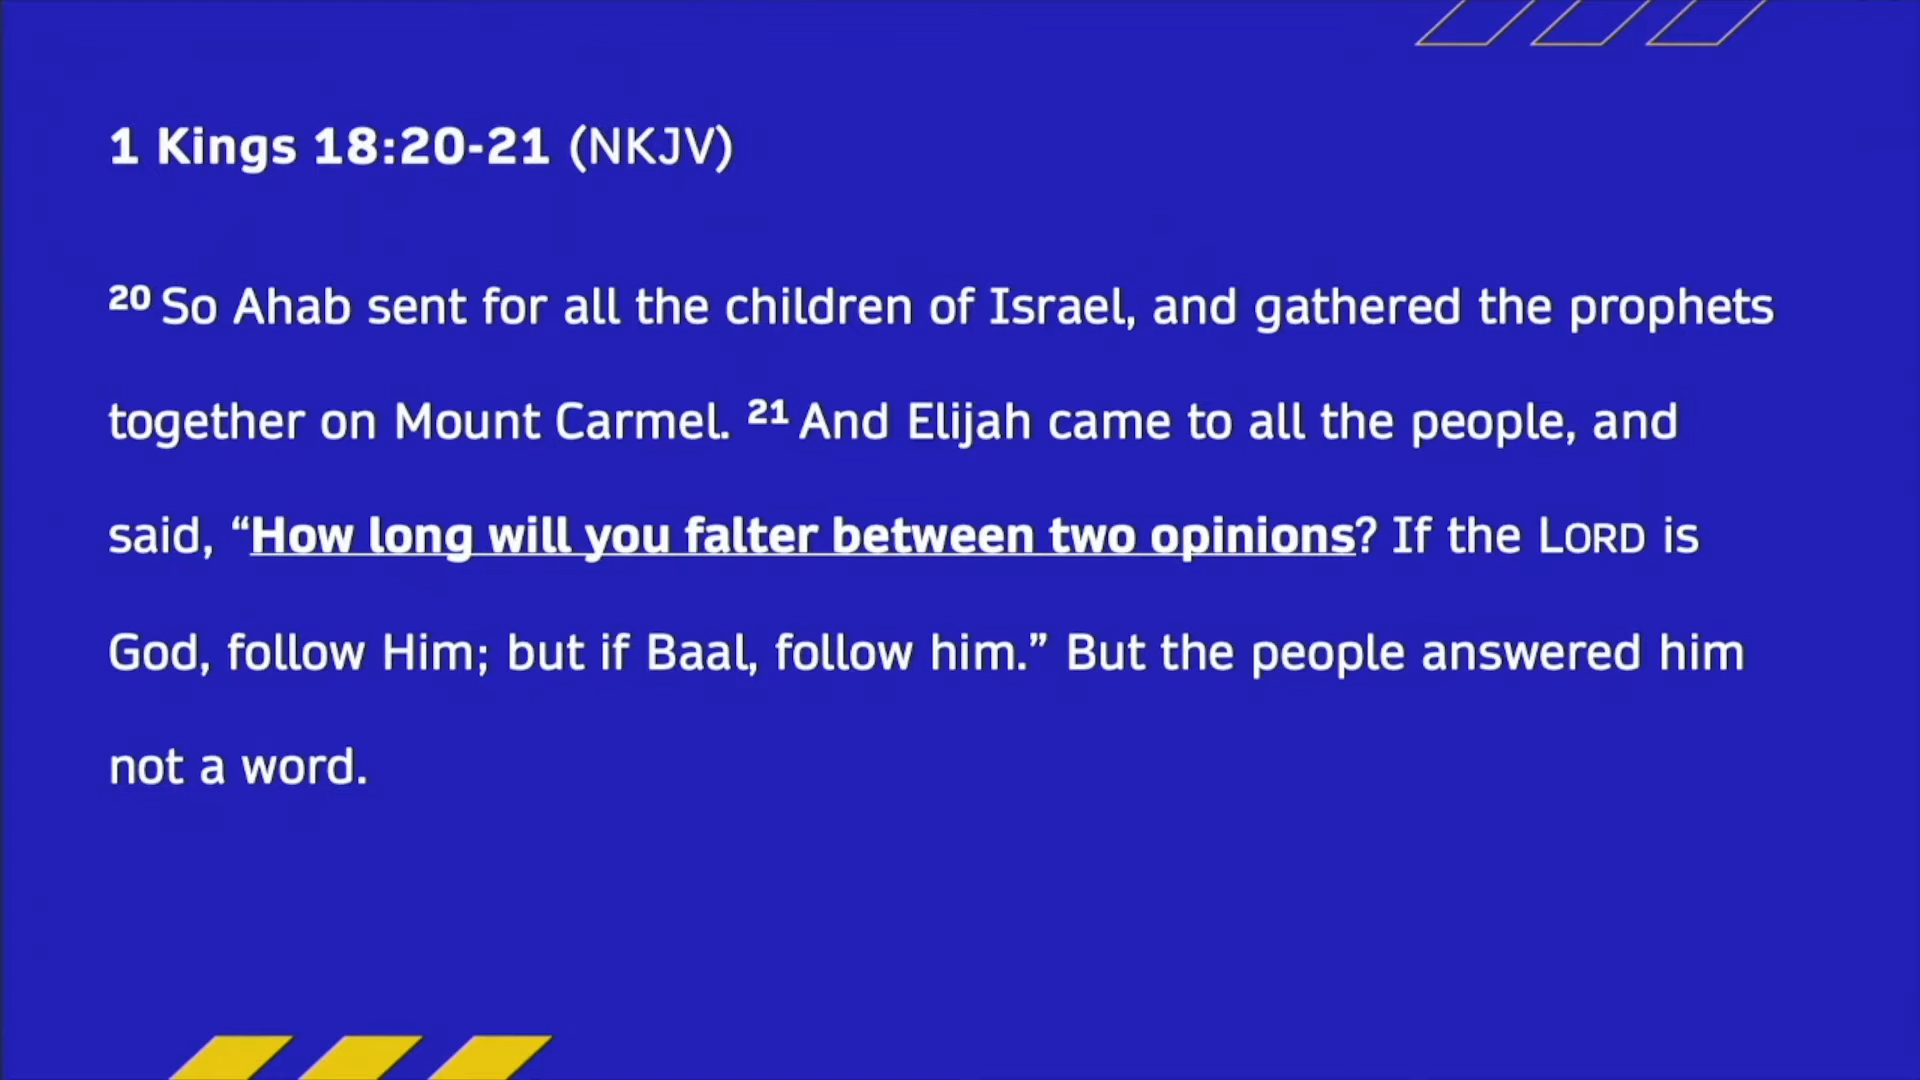 1 Kings 18:20-21 (NKJV)
20 So Ahab sent for all the children of Israel, and gathered the prophets
together on Mount Carmel. 21 And Elijah came to all the people, and
said, “How long will you falter between two opinions? If the LORD is
God, follow Him; but if Baal, follow him.” But the people answered him
not a word.